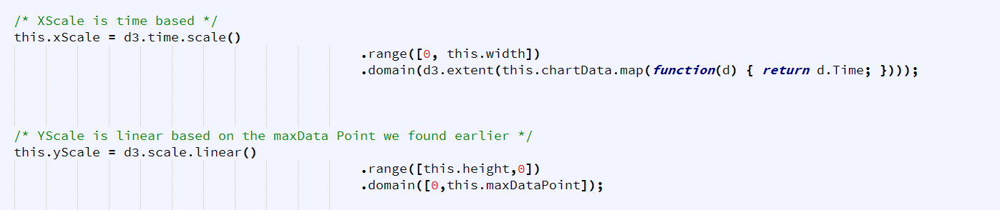 /* XScale is time based */
this.xScale = d3.time.scale()
.range([0, this.width])
.domain(d3.extent(this.chartData.map(function(d) { return d.Time; })));
/* YScale is linear based on the maxData Point we found earlier */
this.yScale = d3.scale.linear()
.range([this.height,0])
.domain([0,this.maxDataPoint]);